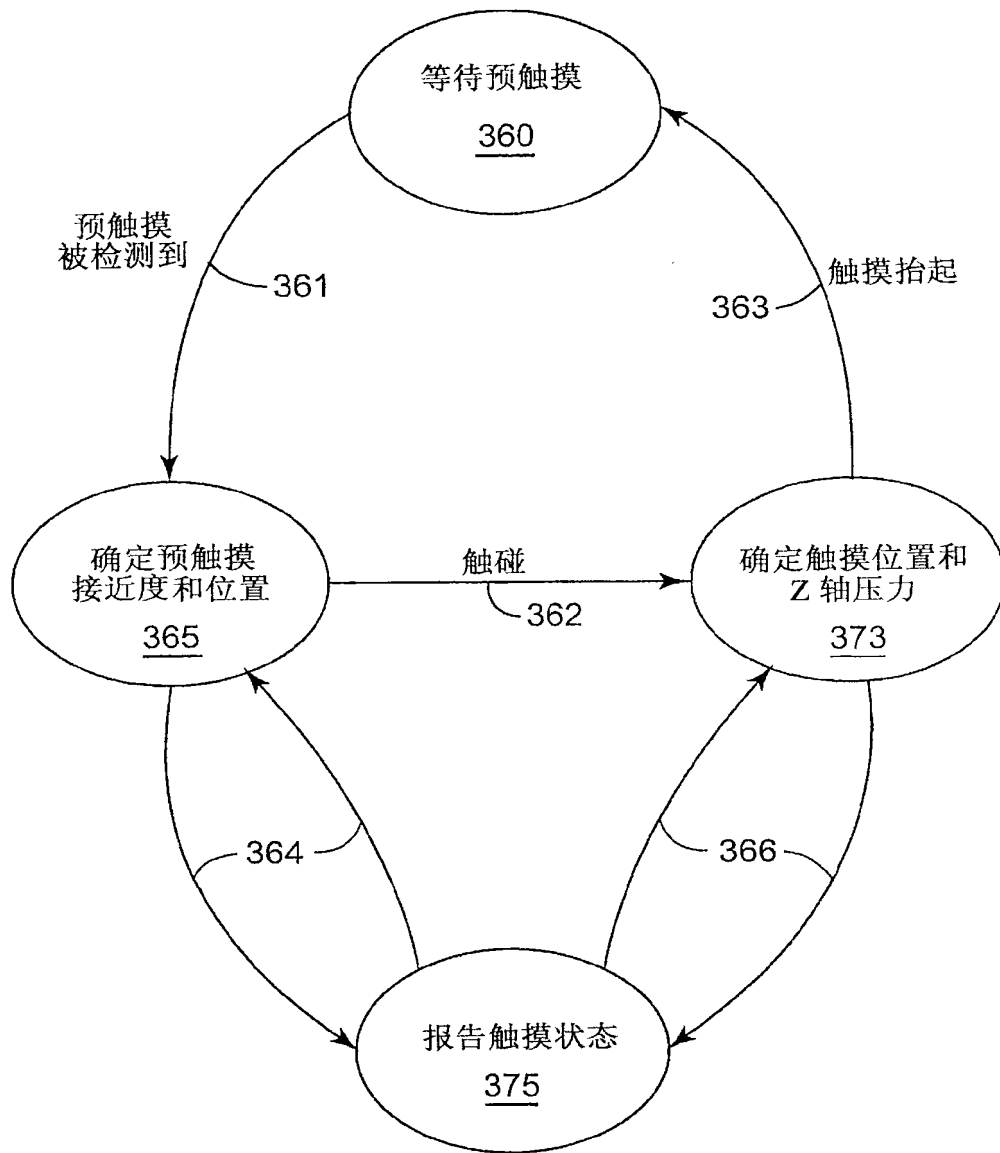 等待预触摸
360
预触摸
被检测到
361
触摸抬起
363
确定预触摸
接近度和位置
365
触碰
362
确定触摸位置和
Z 轴压力
373
364
366
报告触摸状态
375